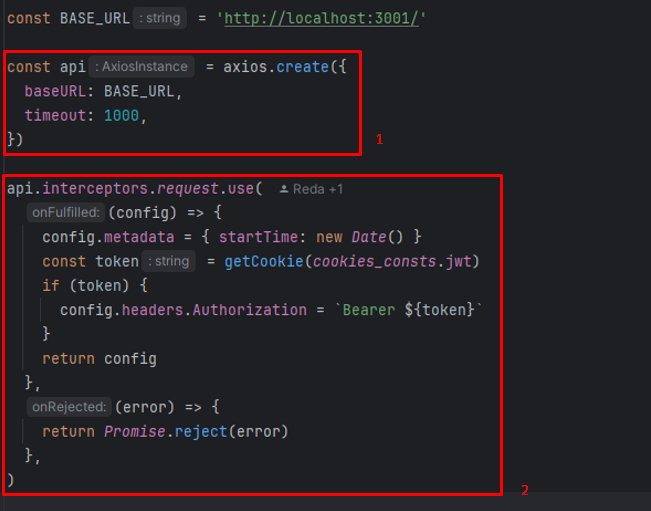 const BASE_URL : string = 'http://localhost:3001/'
const api : AxiosInstance = axios.create({
baseURL: BASE_URL,
timeout: 1000,
})
1
api.interceptors.request.use( Reda +1
onFulfilled: (config) => {
config.metadata = { startTime: new Date() }
const token : string = getCookie(cookies_consts.jwt)
if (token) {
config.headers.Authorization = `Bearer ${token}`
}
return config
},
onRejected: (error) => {
return Promise.reject(error)
},
)
2